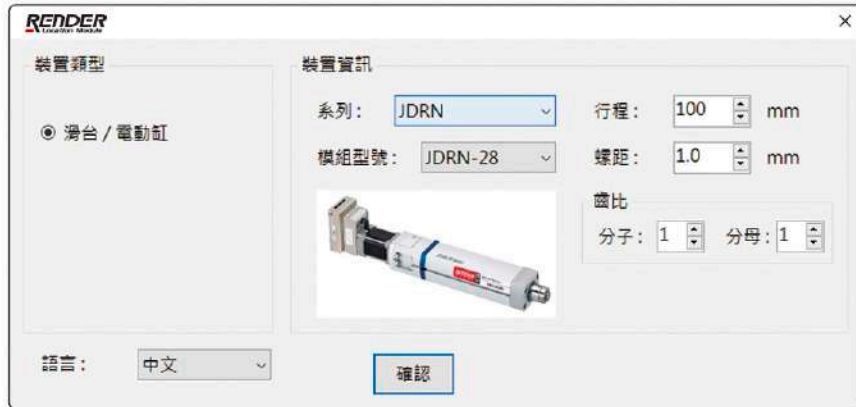 RENDER
Location Module
裝置類型
滑台 / 電動缸
裝置資訊
系列： JDRN
行程： 100 mm
模組型號： JDRN-28
螺距： 1.0 mm
齒比
分子： 1 分母： 1
語言： 中文
確認